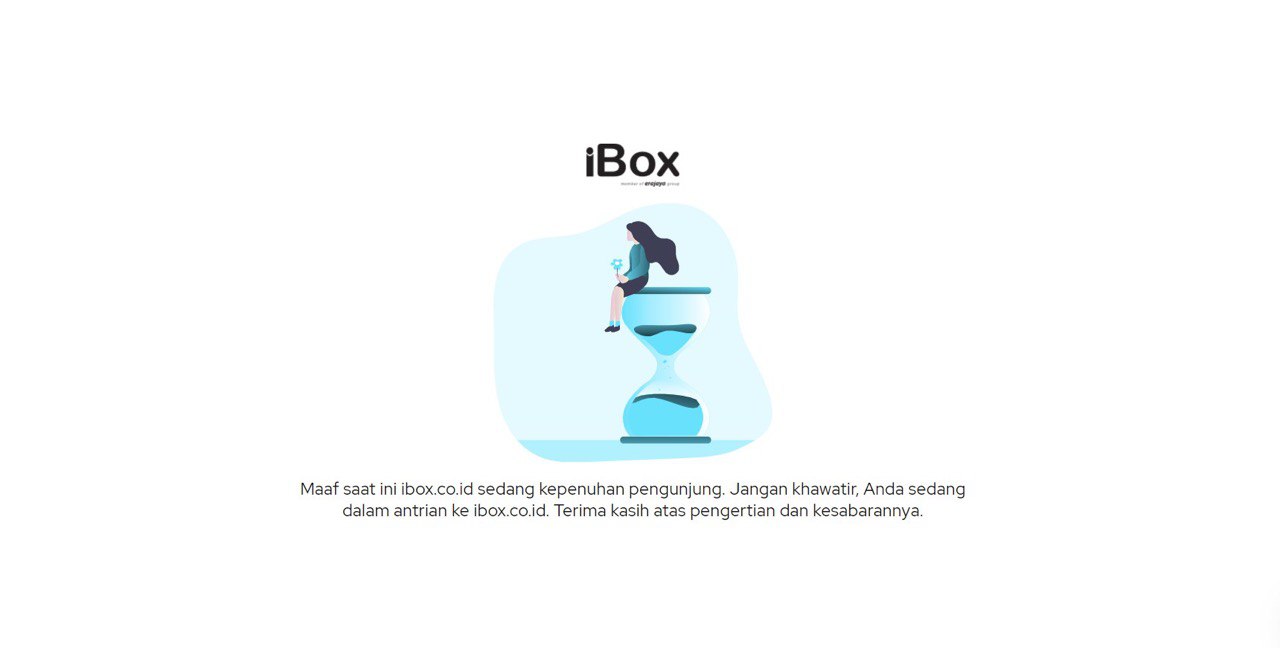 iBox
member of erajaya group
Maaf saat ini ibox.co.id sedang kepenuhan pengunjung. Jangan khawatir, Anda sedang
dalam antrian ke ibox.co.id. Terima kasih atas pengertian dan kesabarannya.